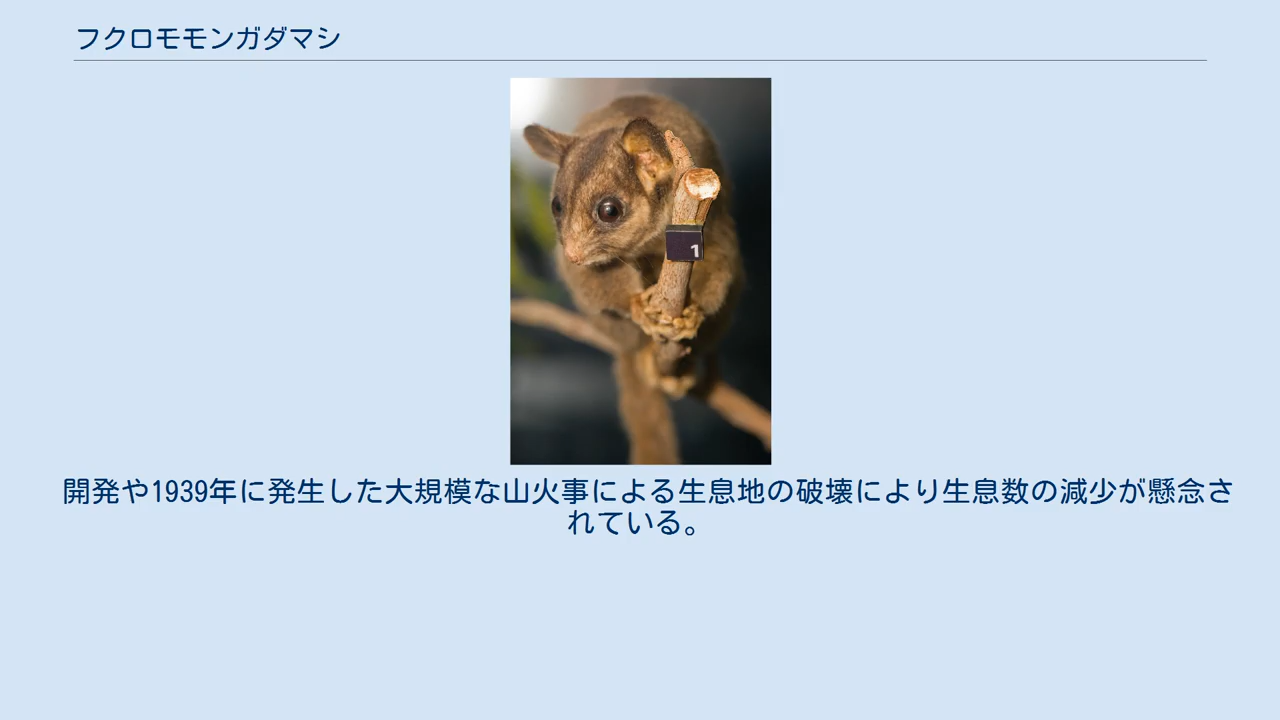 フクロモモンガダマシ
1
開発や1939年に発生した大規模な山火事による生息地の破壊により生息数の減少が懸念さ
れている。